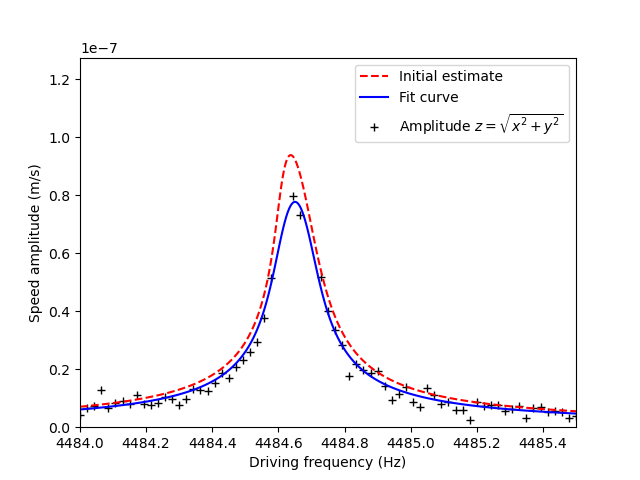 1e−7
1.2
1.0
0.8
0.6
0.4
0.2
0.0
Speed amplitude (m/s)
Initial estimate
Fit curve
Amplitude z = √x² + y²
4484.0 4484.2 4484.4 4484.6 4484.8 4485.0 4485.2 4485.4
Driving frequency (Hz)